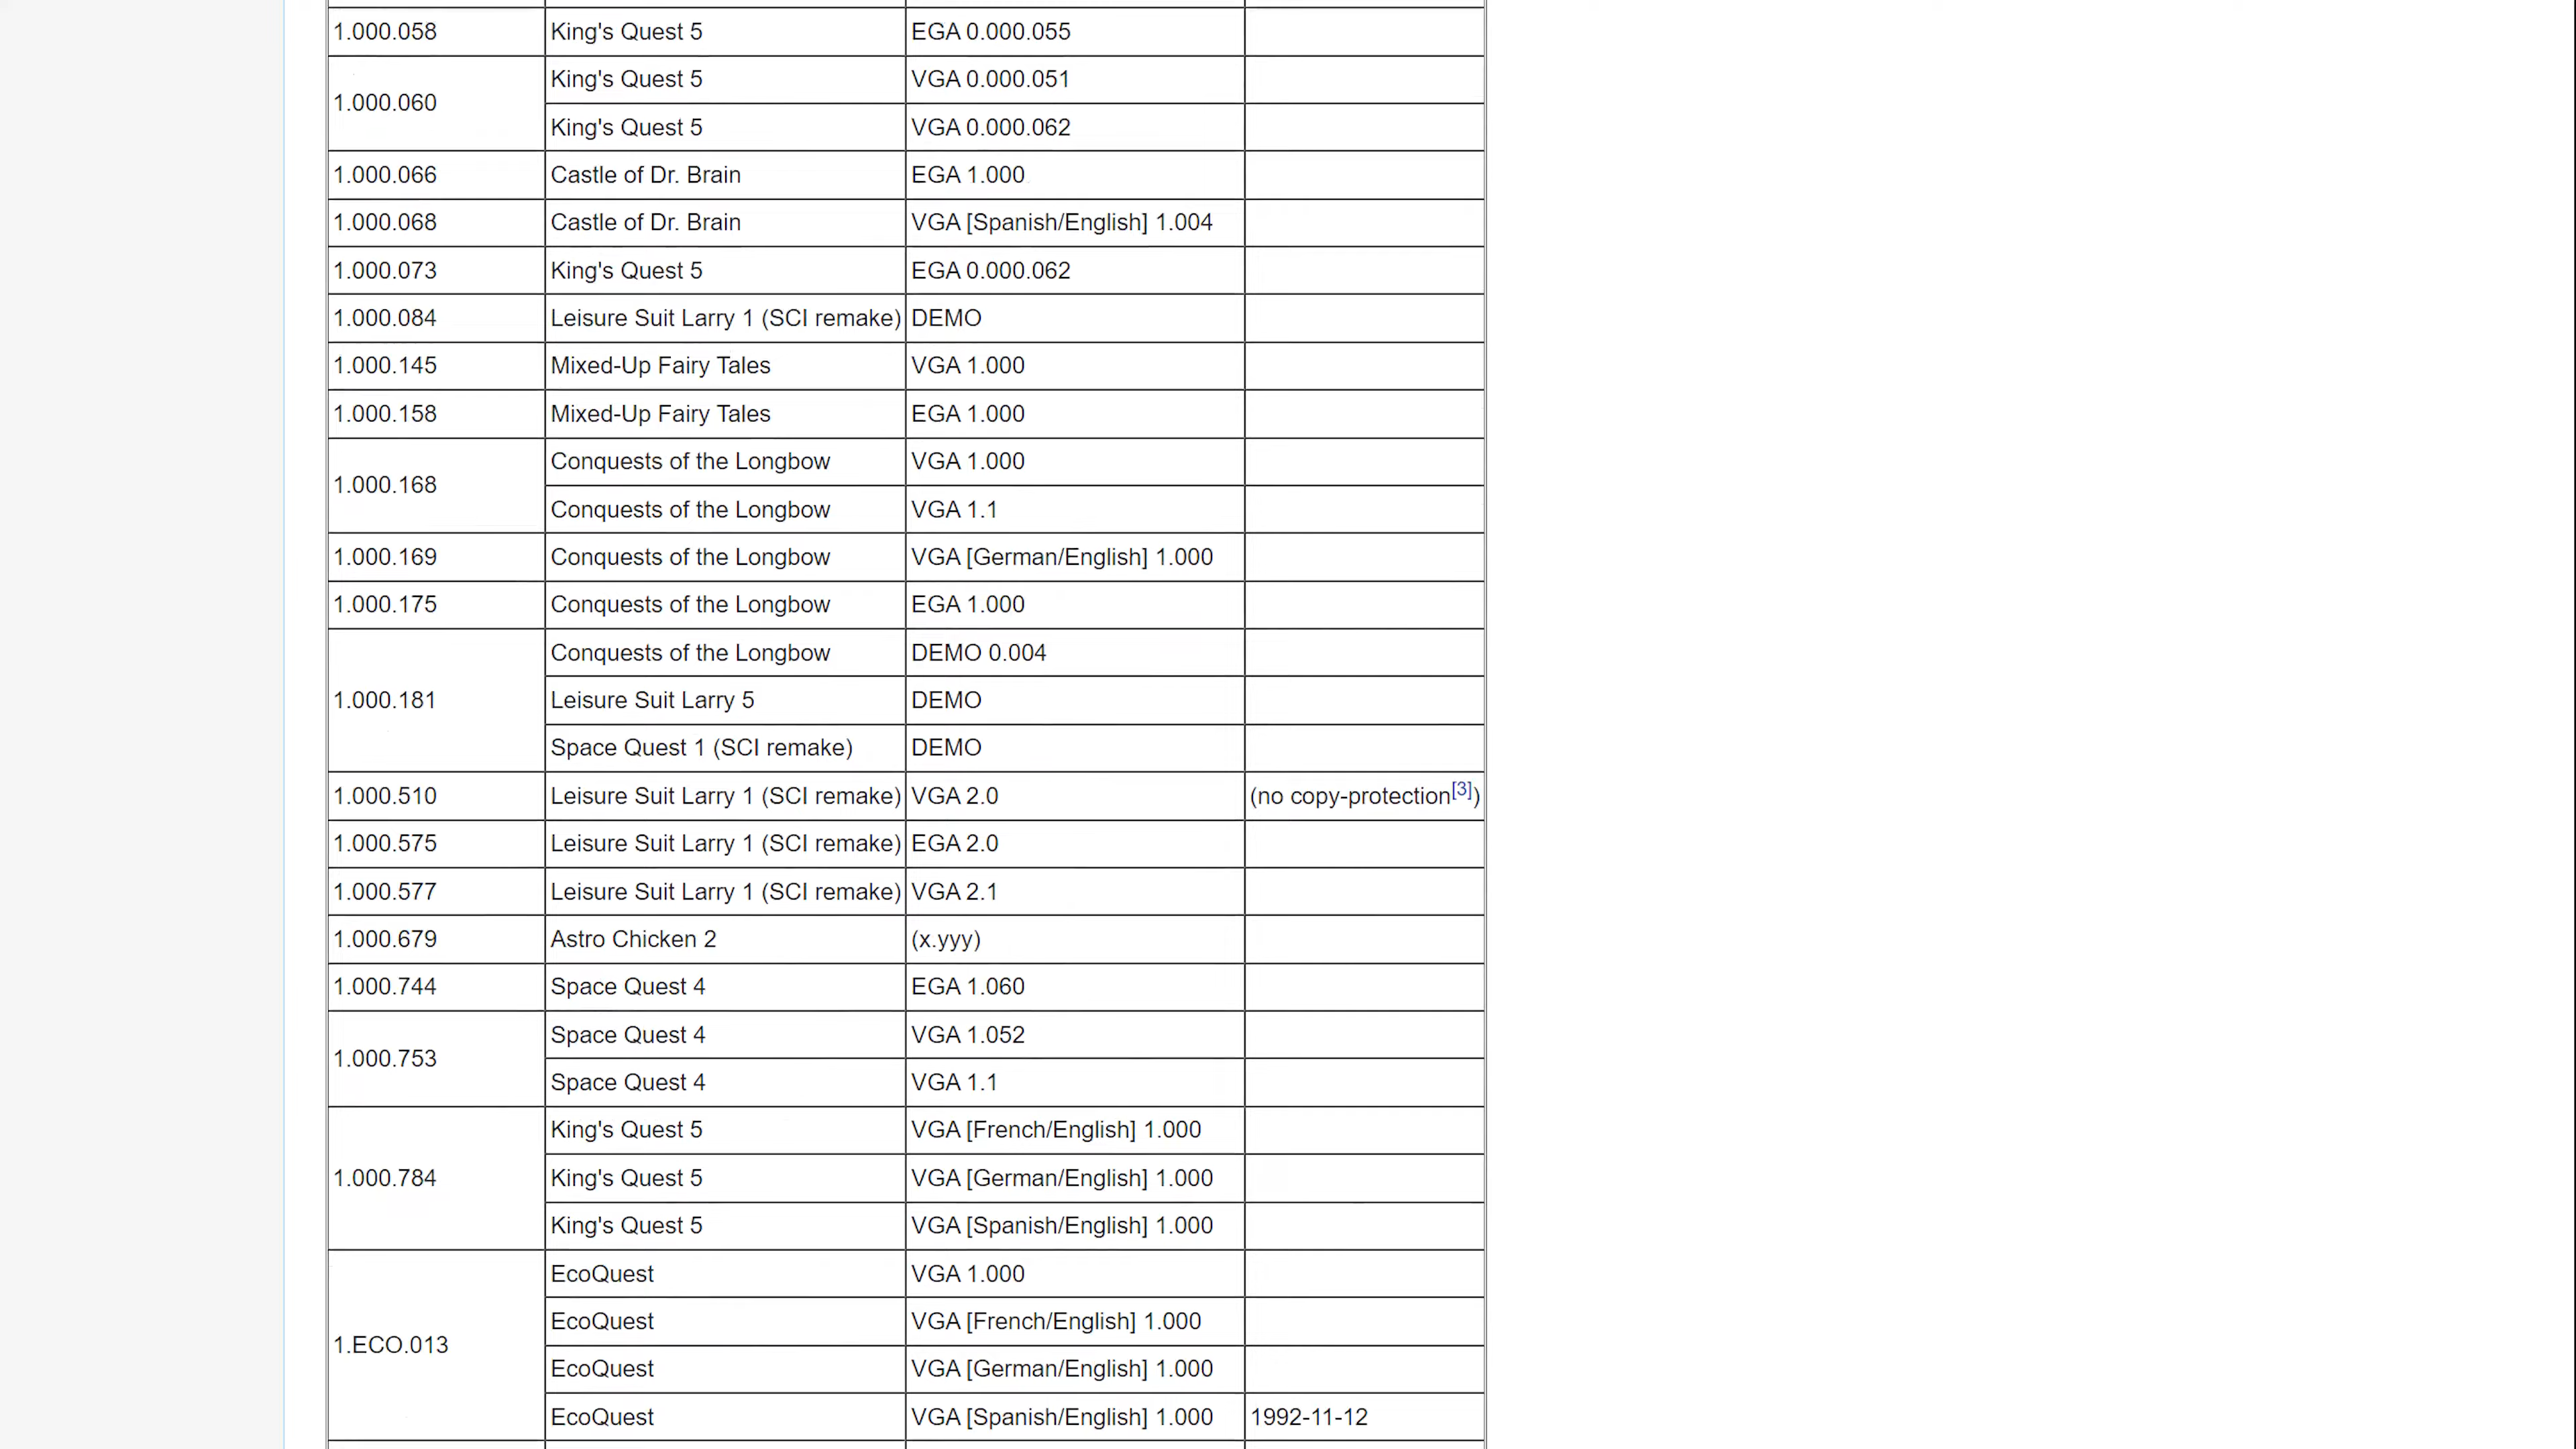 1.000.058 King's Quest 5 EGA 0.000.055
1.000.060 King's Quest 5 VGA 0.000.051
King's Quest 5 VGA 0.000.062
1.000.066 Castle of Dr. Brain EGA 1.000
1.000.068 Castle of Dr. Brain VGA [Spanish/English] 1.004
1.000.073 King's Quest 5 EGA 0.000.062
1.000.084 Leisure Suit Larry 1 (SCI remake) DEMO
1.000.145 Mixed-Up Fairy Tales VGA 1.000
1.000.158 Mixed-Up Fairy Tales EGA 1.000
1.000.168 Conquests of the Longbow VGA 1.000
Conquests of the Longbow VGA 1.1
1.000.169 Conquests of the Longbow VGA [German/English] 1.000
1.000.175 Conquests of the Longbow EGA 1.000
1.000.181 Conquests of the Longbow DEMO 0.004
Leisure Suit Larry 5 DEMO
Space Quest 1 (SCI remake) DEMO
1.000.510 Leisure Suit Larry 1 (SCI remake) VGA 2.0 (no copy-protection[3])
1.000.575 Leisure Suit Larry 1 (SCI remake) EGA 2.0
1.000.577 Leisure Suit Larry 1 (SCI remake) VGA 2.1
1.000.679 Astro Chicken 2 (x.yyy)
1.000.744 Space Quest 4 EGA 1.060
1.000.753 Space Quest 4 VGA 1.052
Space Quest 4 VGA 1.1
1.000.784 King's Quest 5 VGA [French/English] 1.000
King's Quest 5 VGA [German/English] 1.000
King's Quest 5 VGA [Spanish/English] 1.000
1.ECO.013 EcoQuest VGA 1.000
EcoQuest VGA [French/English] 1.000
EcoQuest VGA [German/English] 1.000
EcoQuest VGA [Spanish/English] 1.000 1992-11-12